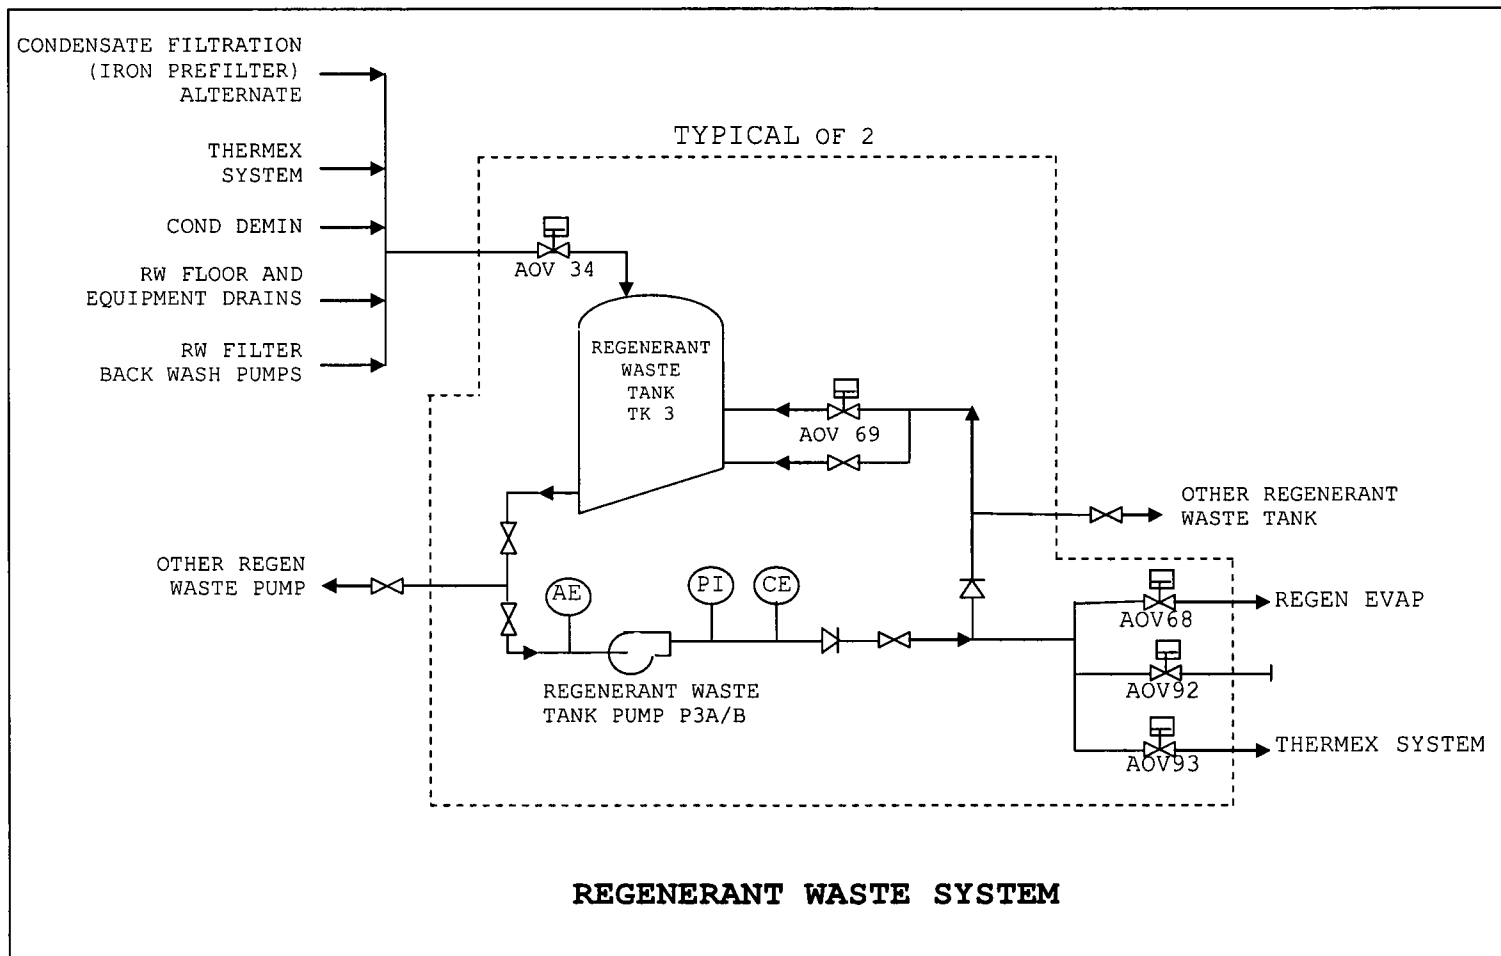 CONDENSATE FILTRATION
(IRON PREFILTER)
ALTERNATE
THERMEX
SYSTEM
COND DEMIN
RW FLOOR AND
EQUIPMENT DRAINS
RW FILTER
BACK WASH PUMPS
TYPICAL OF 2
AOV 34
REGENERANT
WASTE
TANK
TK 3
AOV 69
OTHER REGENERANT
WASTE TANK
OTHER REGEN
WASTE PUMP
AE
PI
CE
REGENERANT WASTE
TANK PUMP P3A/B
AOV68
REGEN EVAP
AOV92
AOV93
THERMEX SYSTEM
REGENERANT WASTE SYSTEM